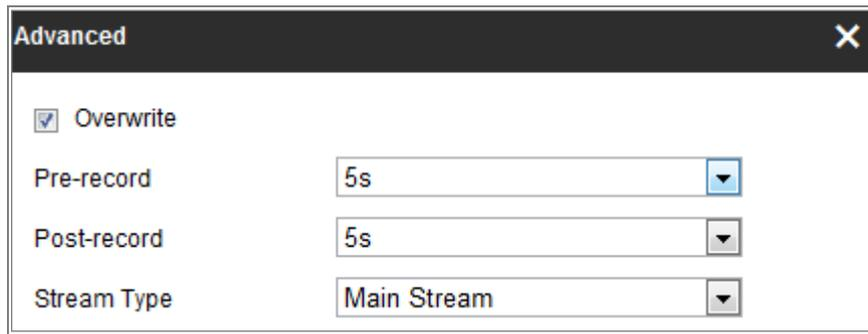 Advanced
Overwrite
Pre-record 5s
Post-record 5s
Stream Type Main Stream